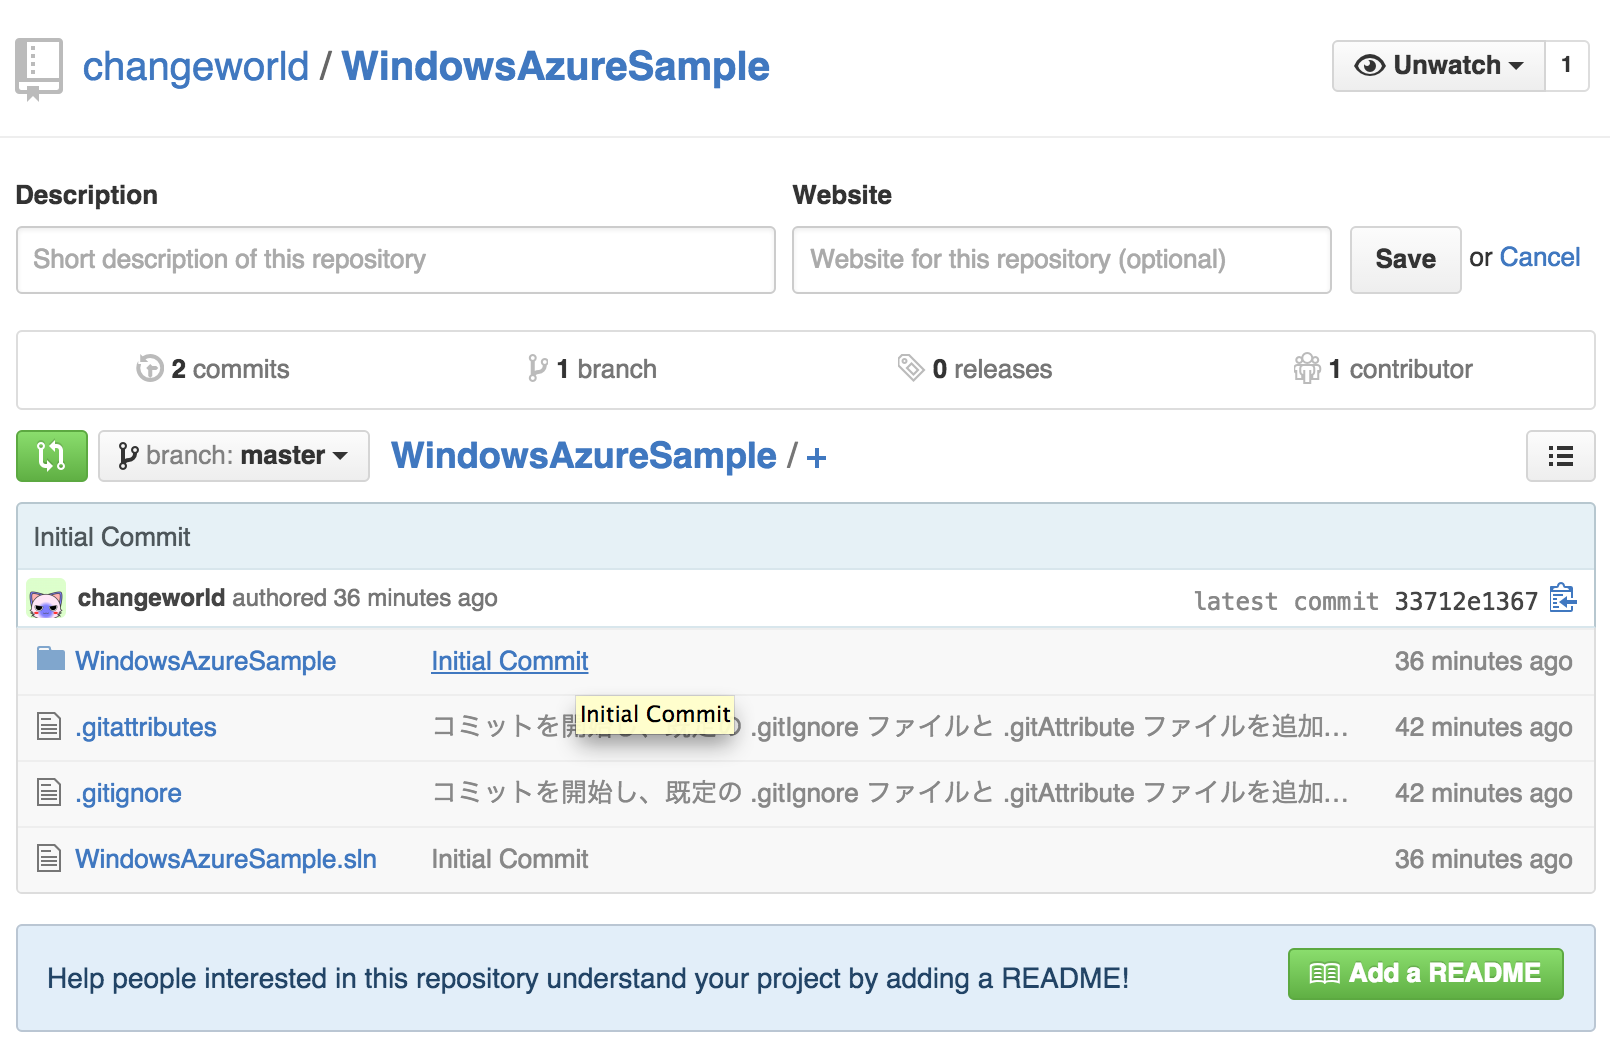 changeworld / WindowsAzureSample
Unwatch 1
Description
Website
Short description of this repository
Website for this repository (optional)
Save or Cancel
2 commits 1 branch 0 releases 1 contributor
branch: master WindowsAzureSample / +
Initial Commit
changeworld authored 36 minutes ago latest commit 33712e1367
WindowsAzureSample Initial Commit 36 minutes ago
Initial Commit
.gitattributes コミットを開始し、既定の .gitIgnore ファイルと .gitAttribute ファイルを追加... 42 minutes ago
.gitignore コミットを開始し、既定の .gitIgnore ファイルと .gitAttribute ファイルを追加... 42 minutes ago
WindowsAzureSample.sln Initial Commit 36 minutes ago
Help people interested in this repository understand your project by adding a README! Add a README